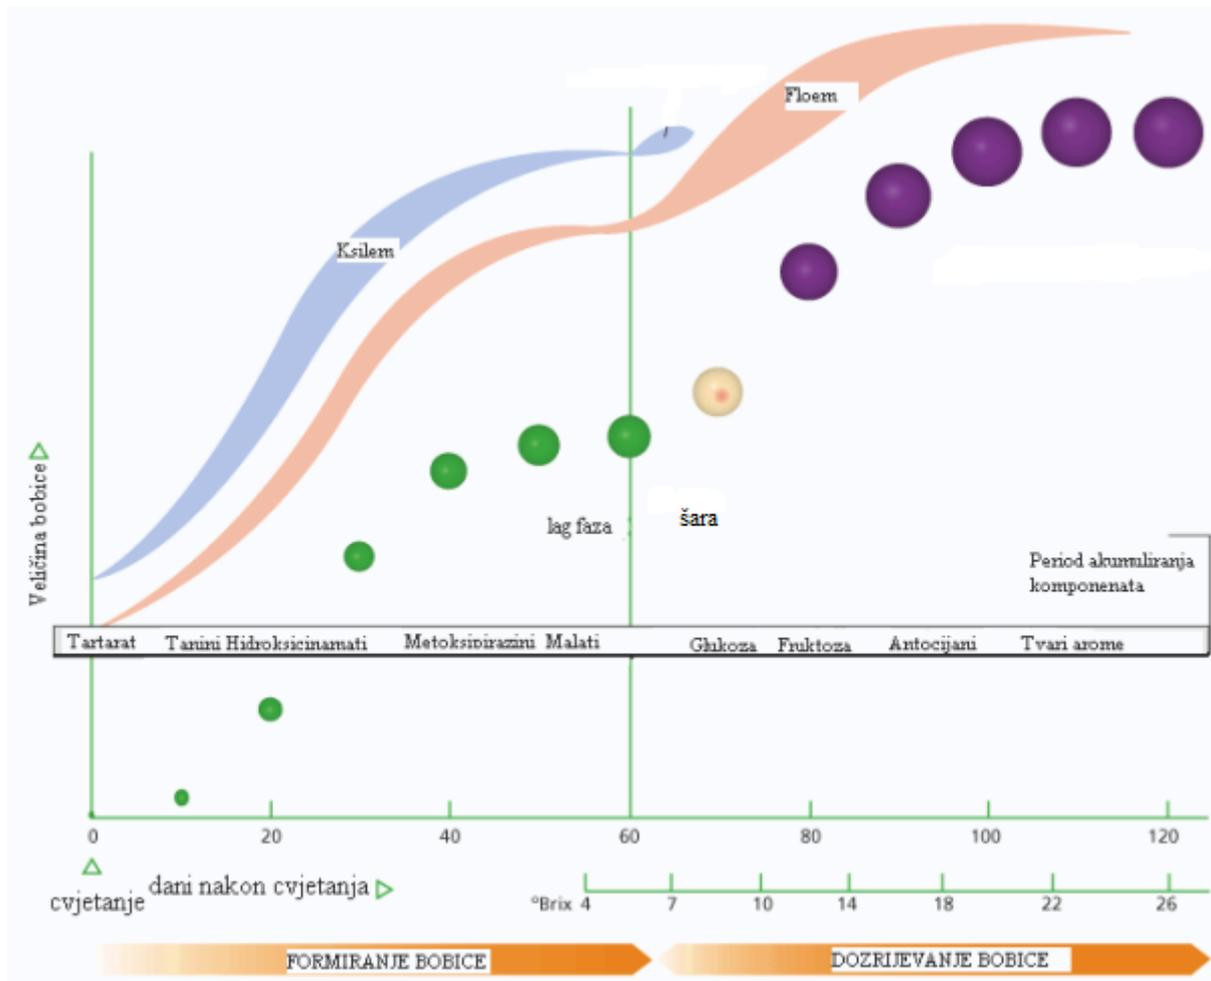 Floem
Ksilem
Veličina bobice
lag faza
šara
Period akumuliranja
komponenata
Tartarat Tanini Hidroksicinamati Metoksipirazini Malati Glukoza Fruktoza Antocijani Tvari arome
0 20 40 60 80 100 120
cvjetanje
dani nakon cvjetanja
°Brix 4 7 10 14 18 22 26
FORMIRANJE BOBICE
DOZRIJEVANJE BOBICE